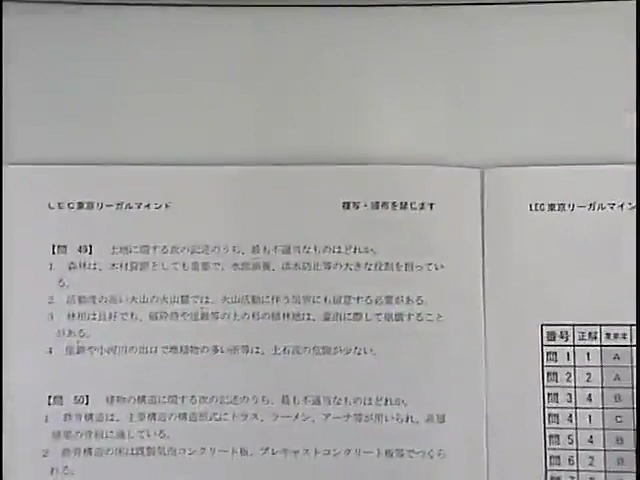 LEC東京リーガルマインド
複写・頒布を禁じます
【問 49】 土地に関する次の記述のうち、最も不適当なものはどれか。
1 森林は、木材資源としても重要で、水源涵養、洪水防止等の大きな役割を担ってい
る。
2 活動度の高い火山の火山麓では、火山活動に伴う災害にも留意する必要がある。
3 林相は良好でも、破砕帯や崖錐等の上の杉の植林地は、豪雨に際して崩壊すること
がある。
4 崖錐や小河川の出口で堆積物の多い所等は、土石流の危険が少ない。
【問 50】 建物の構造に関する次の記述のうち、最も不適当なものはどれか。
1 鉄骨構造は、主要構造の構造形式にトラス、ラーメン、アーチ等が用いられ、高層
建築の骨組に適している。
2 鉄骨構造の床は既製気泡コンクリート板、プレキャストコンクリート板等でつくら
れる。
LEC東京リーガルマイン
番号 正解
問 1 1 A
問 2 2 A
問 3 4 B
問 4 1 C
問 5 4 B
問 6 2 B